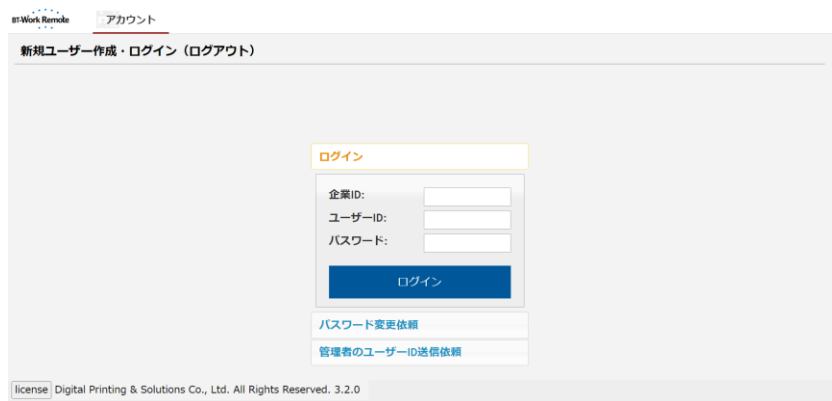 BT-Work Remote アカウント
新規ユーザー作成・ログイン（ログアウト）
ログイン
企業ID:
ユーザーID:
パスワード:
ログイン
パスワード変更依頼
管理者のユーザーID送信依頼
license Digital Printing & Solutions Co., Ltd. All Rights Reserved. 3.2.0